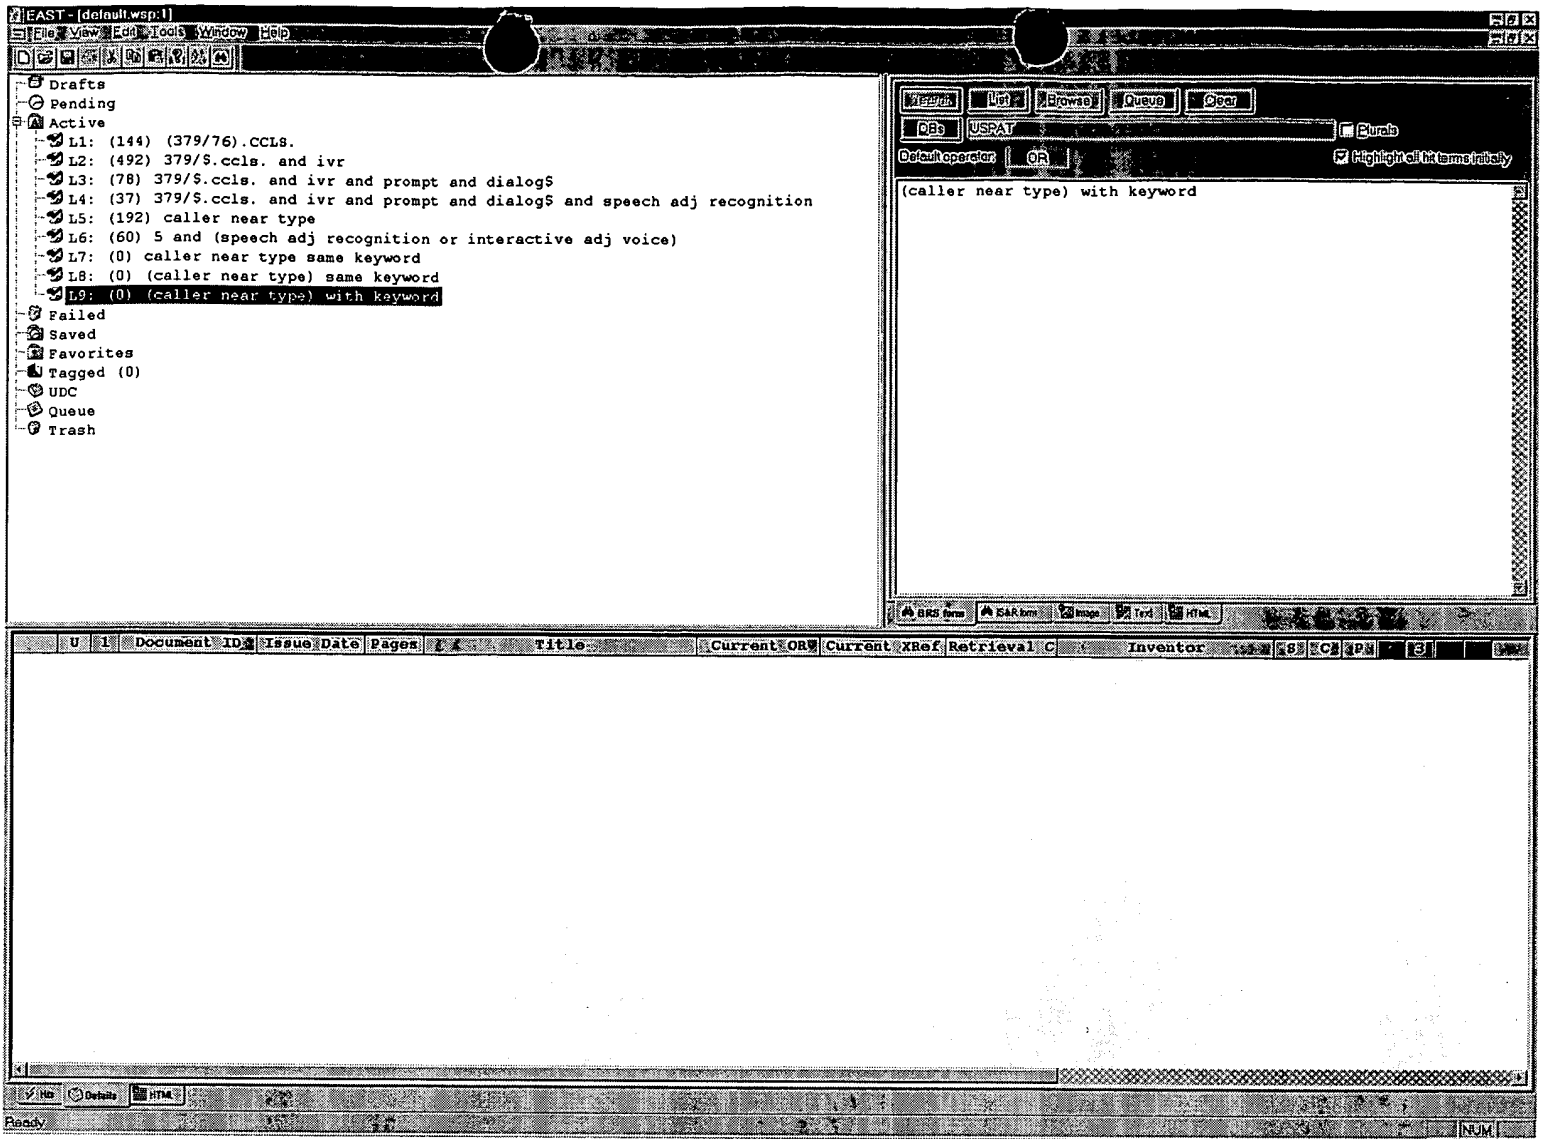 EAST - [default.wsp:1]
File View Edit Tools Window Help
Drafts
Pending
Active
L1: (144) (379/76).CCLS.
L2: (492) 379/$.ccls. and ivr
L3: (78) 379/$.ccls. and ivr and prompt and dialog$
L4: (37) 379/$.ccls. and ivr and prompt and dialog$ and speech adj recognition
L5: (192) caller near type
L6: (60) 5 and (speech adj recognition or interactive adj voice)
L7: (0) caller near type same keyword
L8: (0) (caller near type) same keyword
L9: (0) (caller near type) with keyword
Failed
Saved
Favorites
Tagged (0)
UDC
Queue
Trash
Search List Browse Queue Clear
DBs USPAT Plurals
Default operator: OR Highlight all hit terms initially
(caller near type) with keyword
BRS form IS&R form Image Text HTML
U 1 Document ID Issue Date Pages Title Current OR Current XRef Retrieval C Inventor S C P 3
Hits Details HTML
Ready NUM